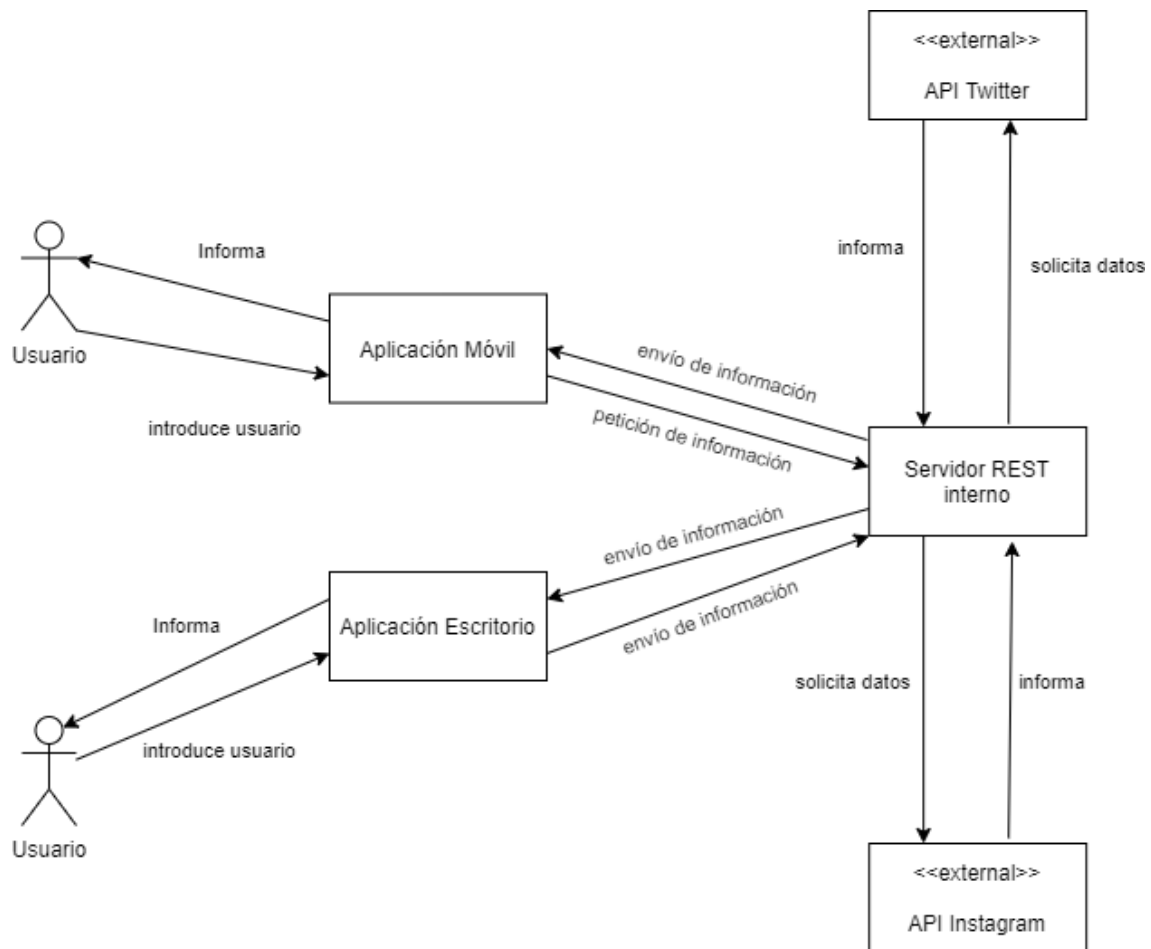 <<external>>
API Twitter
informa
solicita datos
Informa
Usuario
Aplicación Móvil
envío de información
petición de información
introduce usuario
Servidor REST
interno
envío de información
Aplicación Escritorio
envío de información
Informa
solicita datos
informa
introduce usuario
Usuario
<<external>>
API Instagram